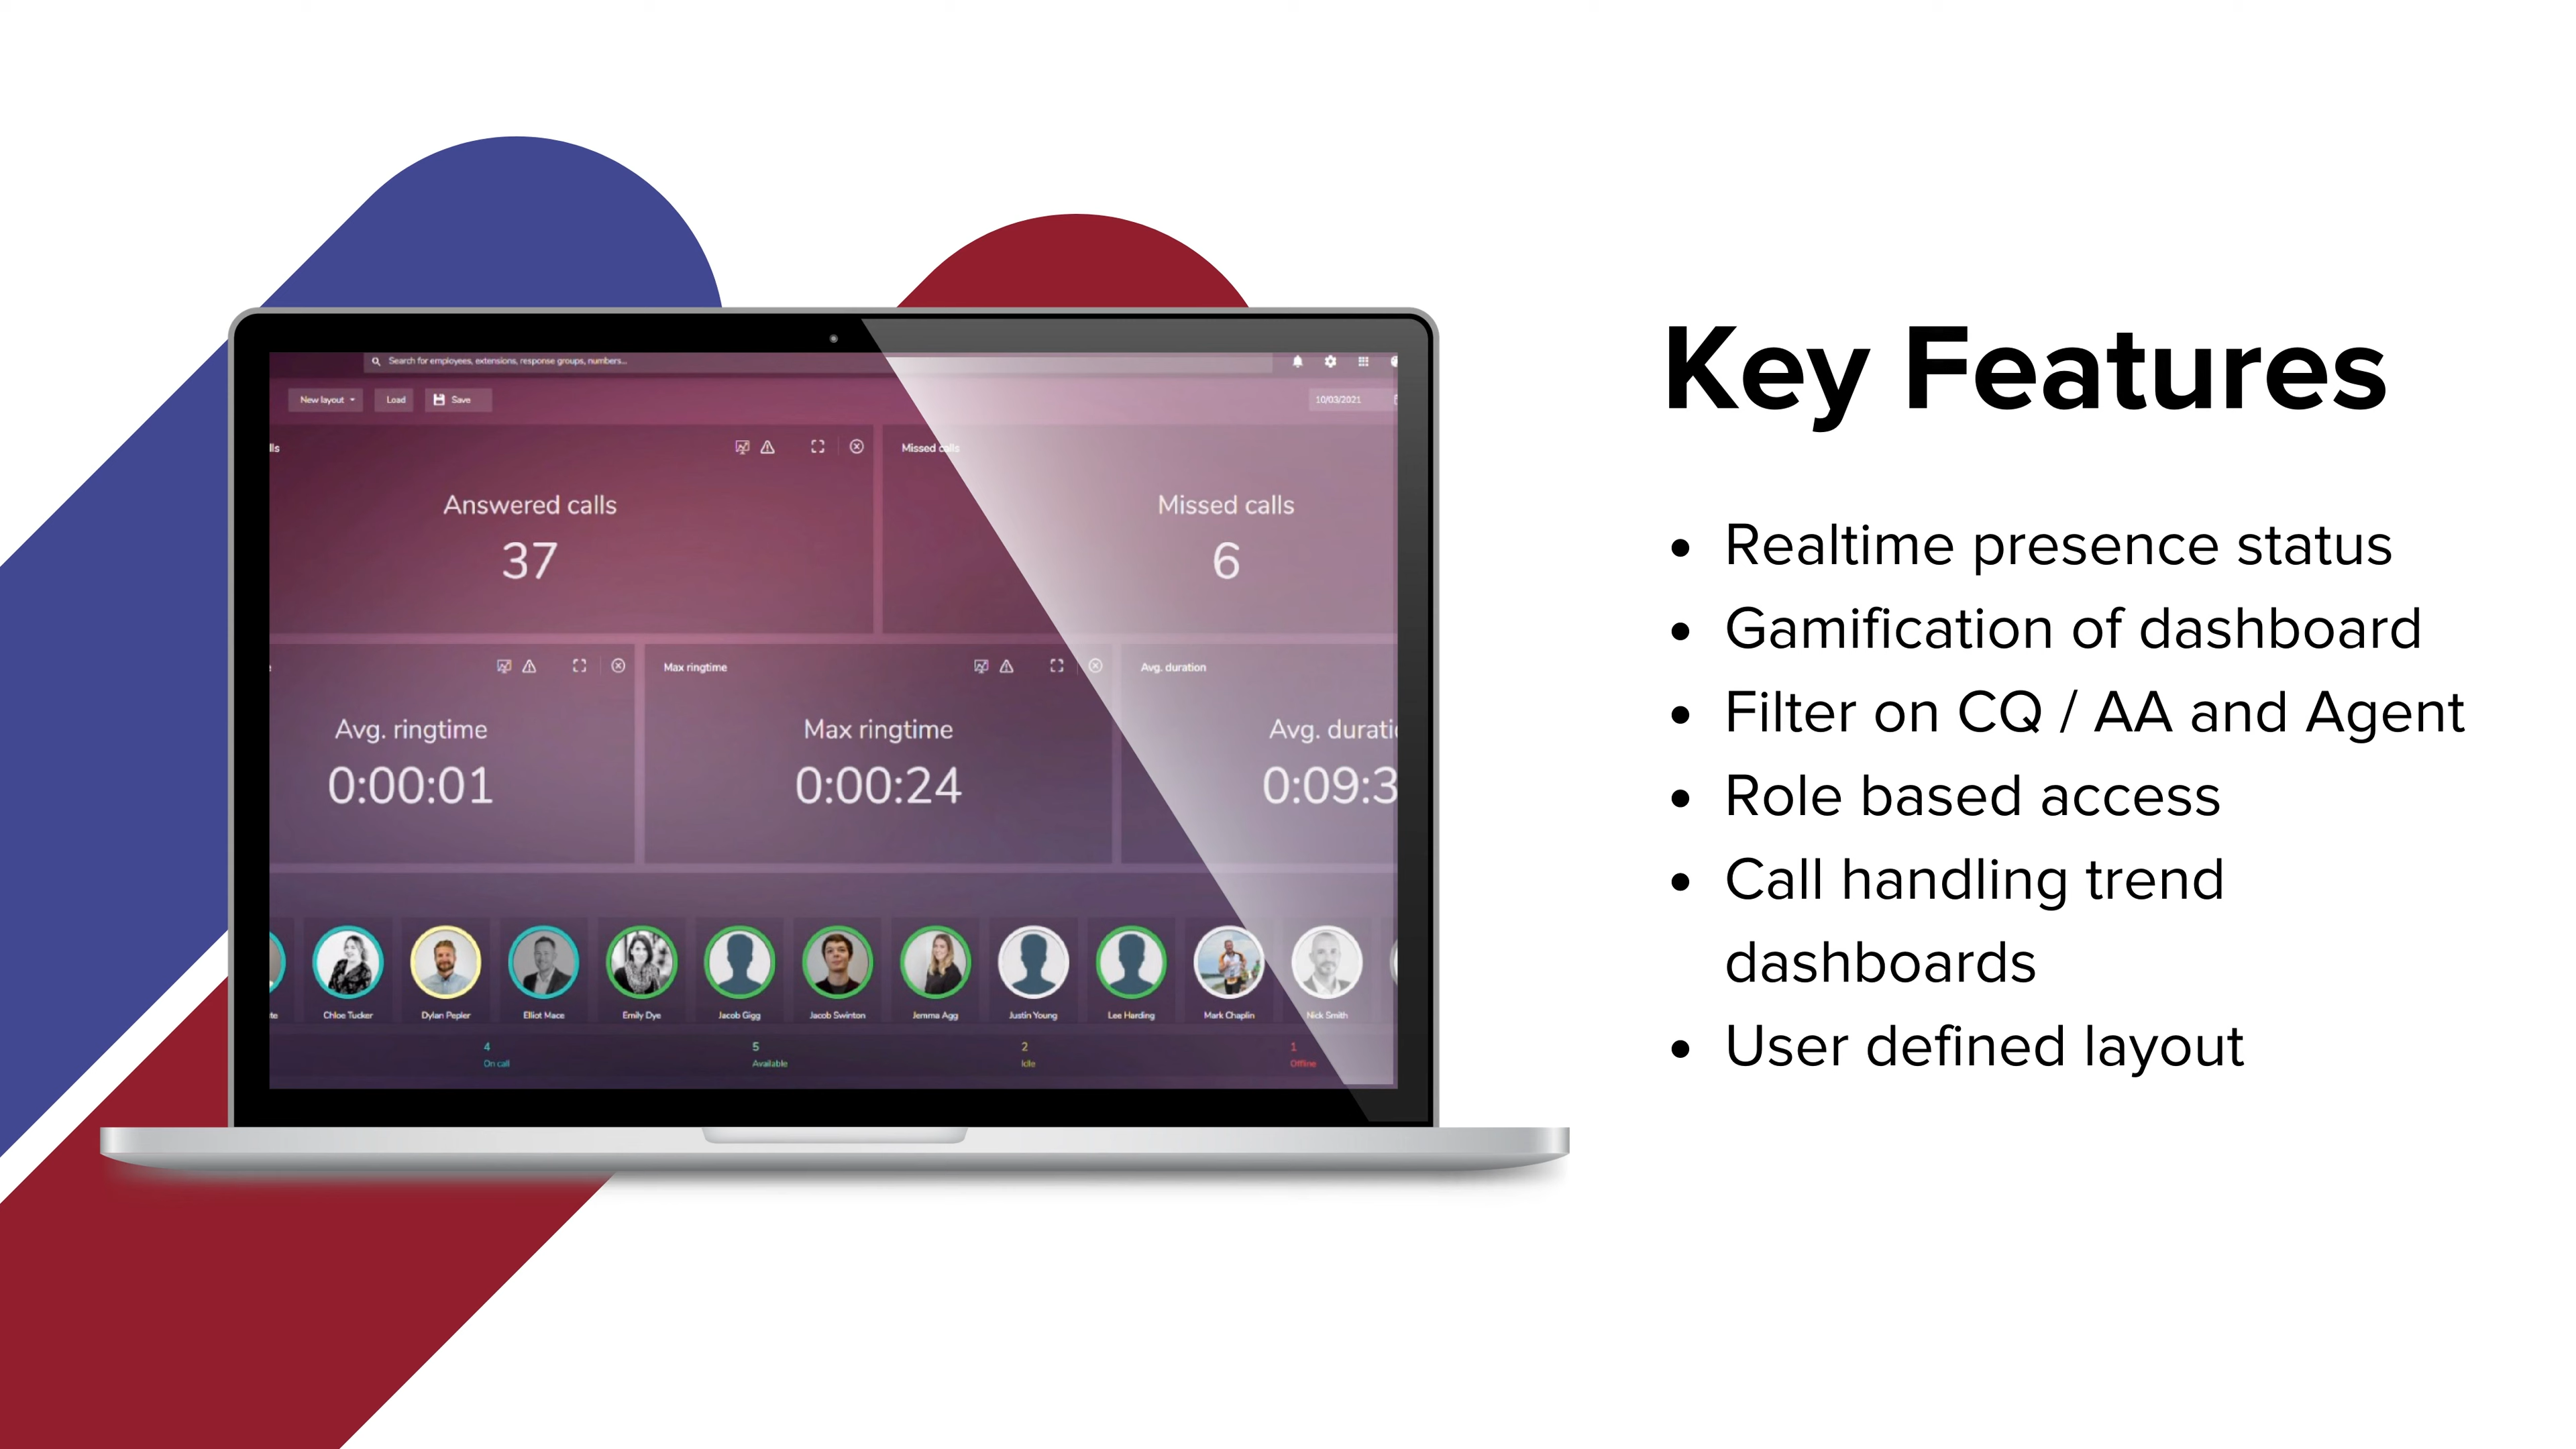 Search for employees, extensions, response groups, numbers...
New layout
Load
Save
10/03/2021
lls
Missed calls
Answered calls
37
Missed calls
6
Max ringtime
Avg. duration
Avg. ringtime
0:00:01
Max ringtime
0:00:24
Avg. durati
0:09:3
Chloe Tucker
Dylan Pepler
Elliot Mace
Emily Dye
Jacob Gigg
Jacob Swinton
Jemma Agg
Justin Young
Lee Harding
Mark Chaplin
Nick Smith
4
On call
5
Available
2
Idle
1
Offline
Key Features
• Realtime presence status
• Gamification of dashboard
• Filter on CQ / AA and Agent
• Role based access
• Call handling trend
dashboards
• User defined layout